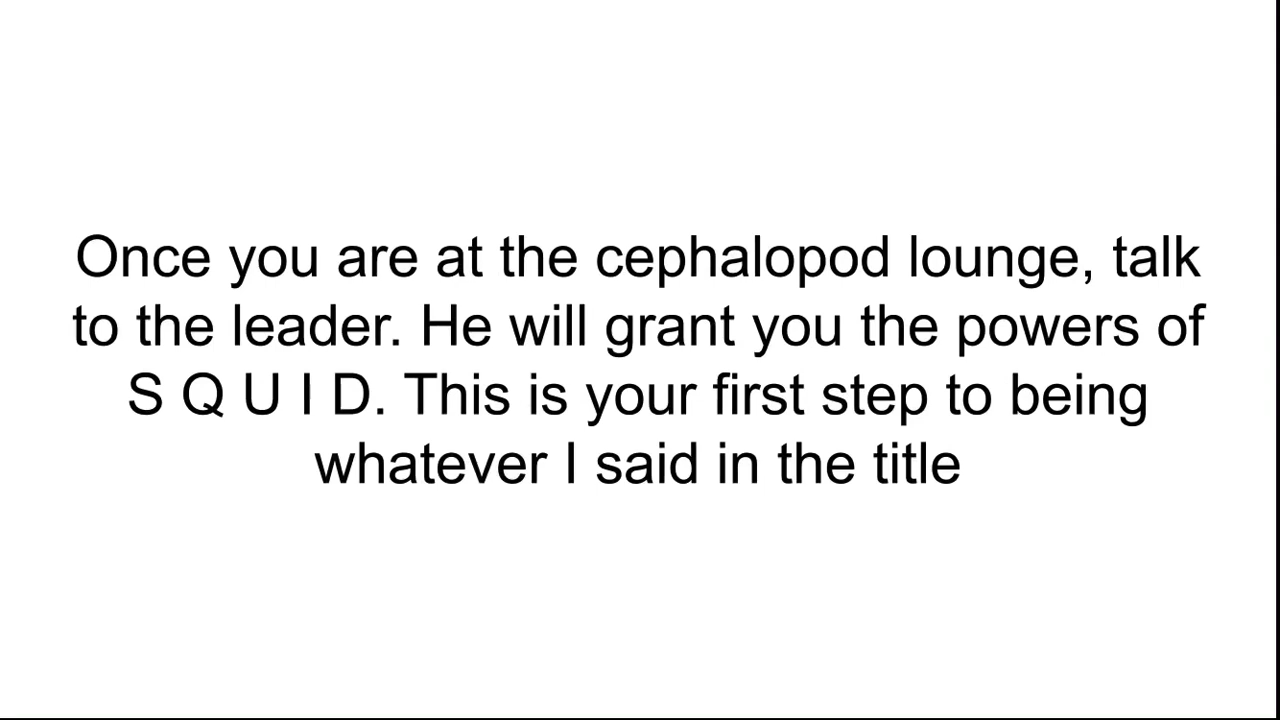 Once you are at the cephalopod lounge, talk
to the leader. He will grant you the powers of
S Q U I D. This is your first step to being
whatever I said in the title